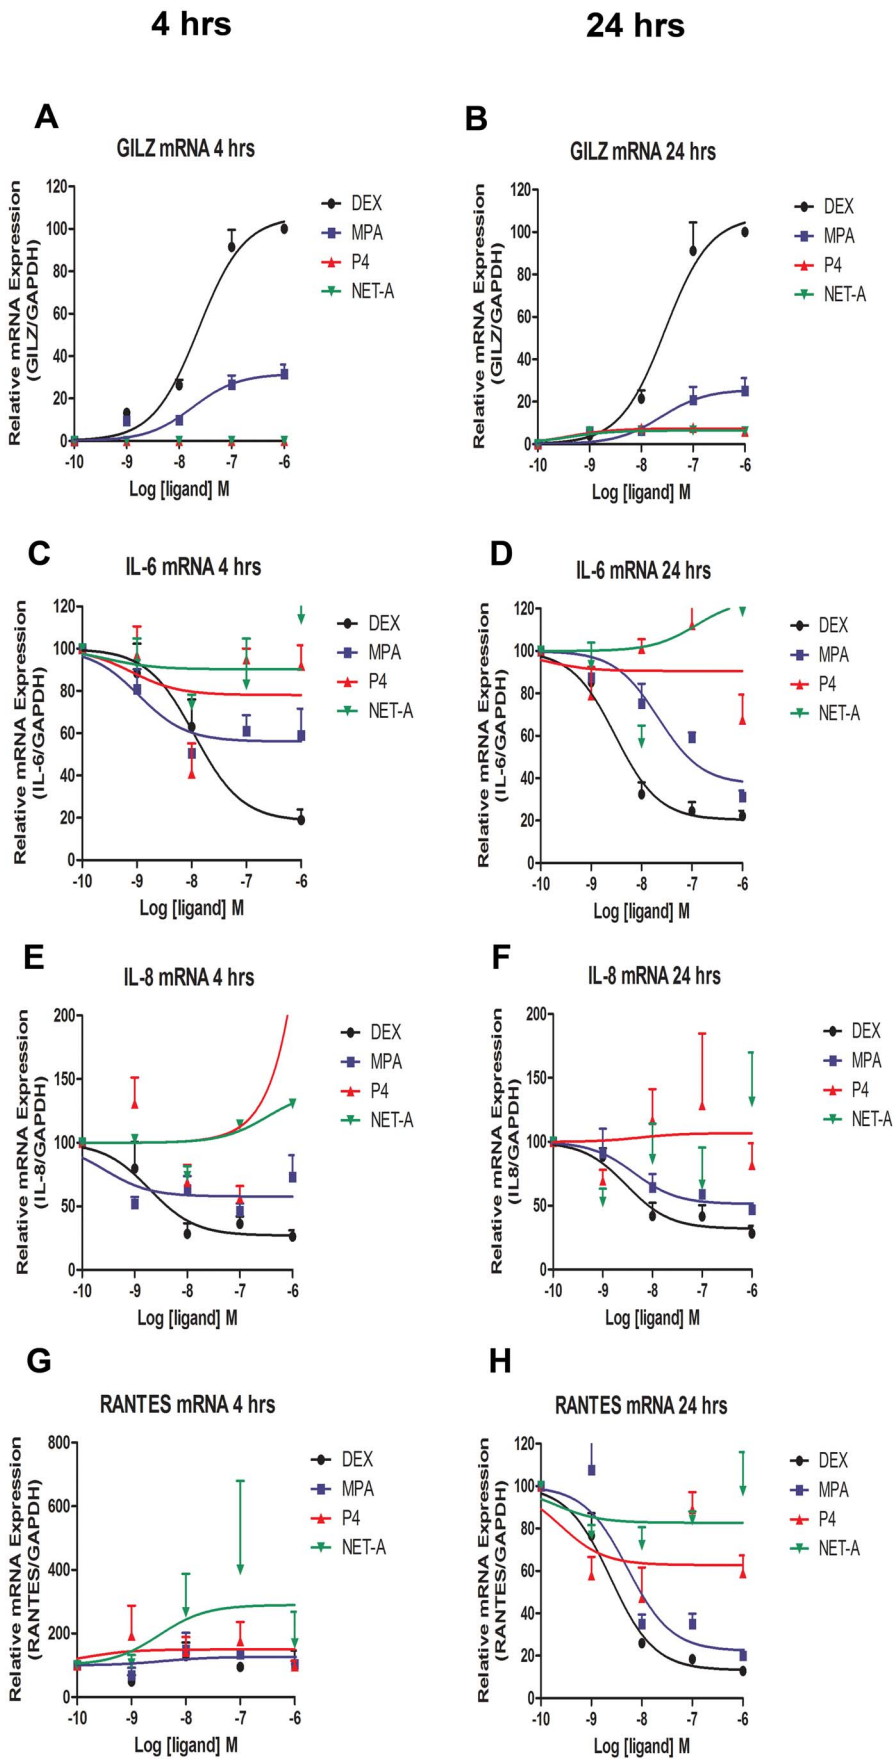 4 hrs
24 hrs
A
GILZ mRNA 4 hrs
Relative mRNA Expression
(GILZ/GAPDH)
120
100
80
60
40
20
0
-10
-9
-8
-7
-6
Log [ligand] M
DEX
MPA
P4
NET-A
B
GILZ mRNA 24 hrs
Relative mRNA Expression
(GILZ/GAPDH)
120
100
80
60
40
20
0
-10
-9
-8
-7
-6
Log [ligand] M
DEX
MPA
P4
NET-A
C
IL-6 mRNA 4 hrs
Relative mRNA Expression
(IL-6/GAPDH)
120
100
80
60
40
20
0
-10
-9
-8
-7
-6
Log [ligand] M
DEX
MPA
P4
NET-A
D
IL-6 mRNA 24 hrs
Relative mRNA Expression
(IL-6/GAPDH)
120
100
80
60
40
20
0
-10
-9
-8
-7
-6
Log [ligand] M
DEX
MPA
P4
NET-A
E
IL-8 mRNA 4 hrs
Relative mRNA Expression
(IL-8/GAPDH)
200
150
100
50
0
-10
-9
-8
-7
-6
Log [ligand] M
DEX
MPA
P4
NET-A
F
IL-8 mRNA 24 hrs
Relative mRNA Expression
(IL8/GAPDH)
200
150
100
50
0
-10
-9
-8
-7
-6
Log [ligand] M
DEX
MPA
P4
NET-A
G
RANTES mRNA 4 hrs
Relative mRNA Expression
(RANTES/GAPDH)
800
600
400
200
0
-10
-9
-8
-7
-6
Log [ligand] M
DEX
MPA
P4
NET-A
H
RANTES mRNA 24 hrs
Relative mRNA Expression
(RANTES/GAPDH)
120
100
80
60
40
20
0
-10
-9
-8
-7
-6
Log [ligand] M
DEX
MPA
P4
NET-A